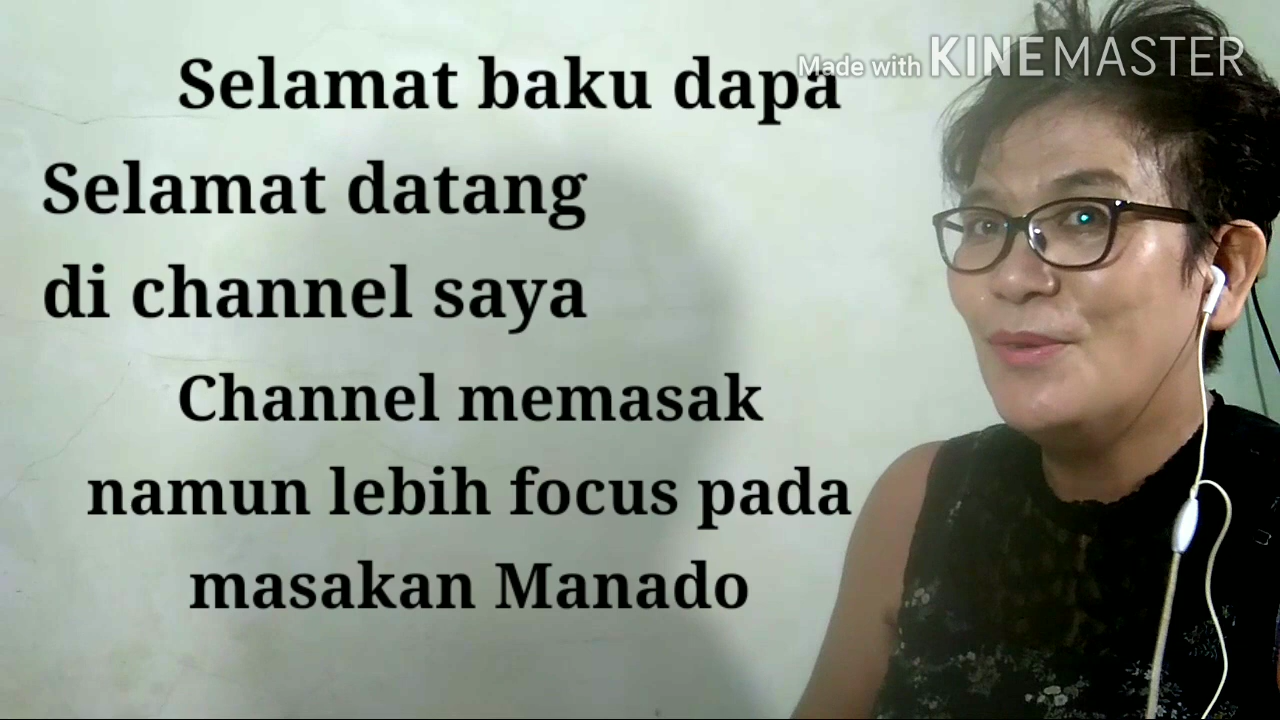 Made with KINEMASTER
Selamat baku dapa
Selamat datang
di channel saya
Channel memasak
namun lebih focus pada
masakan Manado